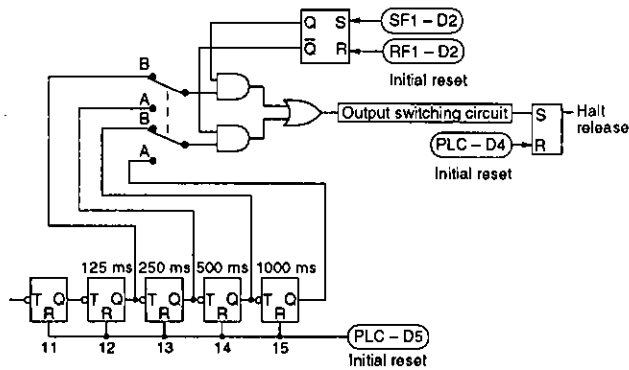 Q S SF1 – D2
Q̅ R RF1 – D2
Initial reset
B
A
B
A
Output switching circuit
S
R
Halt
release
PLC – D4
Initial reset
125 ms 250 ms 500 ms 1000 ms
T Q T Q T Q T Q T Q
R R R R R
11 12 13 14 15
PLC – D5
Initial reset